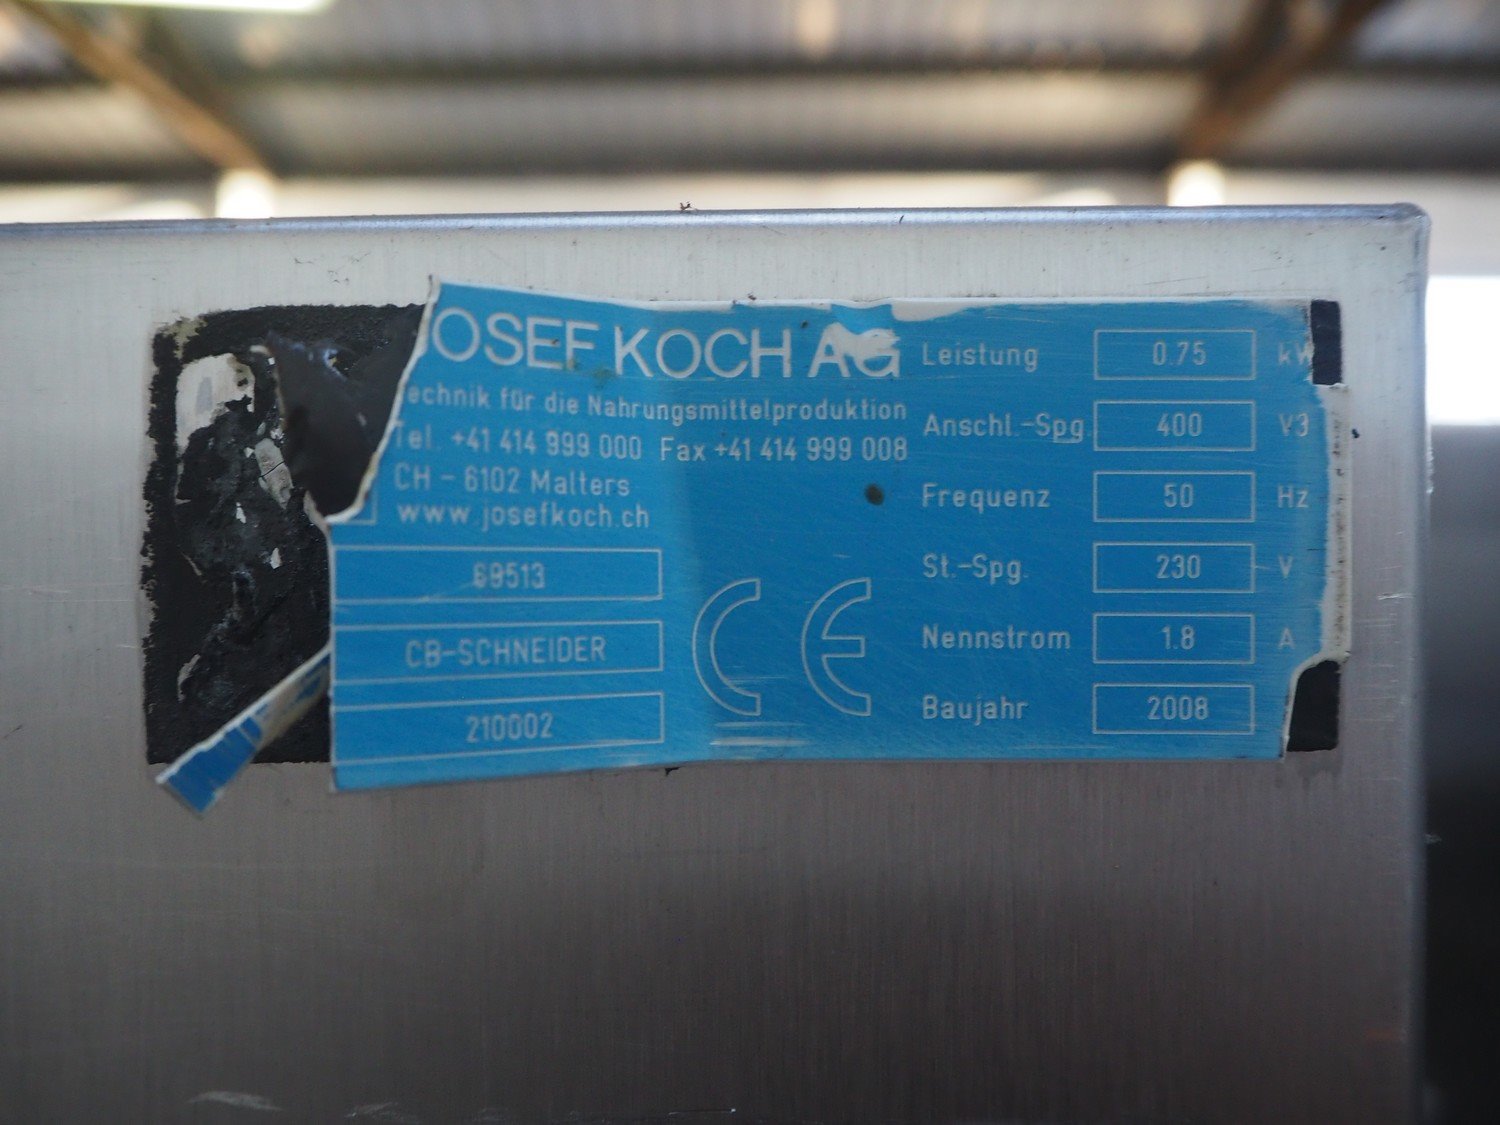 JOSEF KOCH AG
echnik für die Nahrungsmittelproduktion
Tel. +41 414 999 000 Fax +41 414 999 008
CH - 6102 Malters
www.josefkoch.ch
69513
CB-SCHNEIDER
210002
CE
Leistung 0.75 kW
Anschl.-Spg. 400 V3
Frequenz 50 Hz
St.-Spg. 230 V
Nennstrom 1.8 A
Baujahr 2008